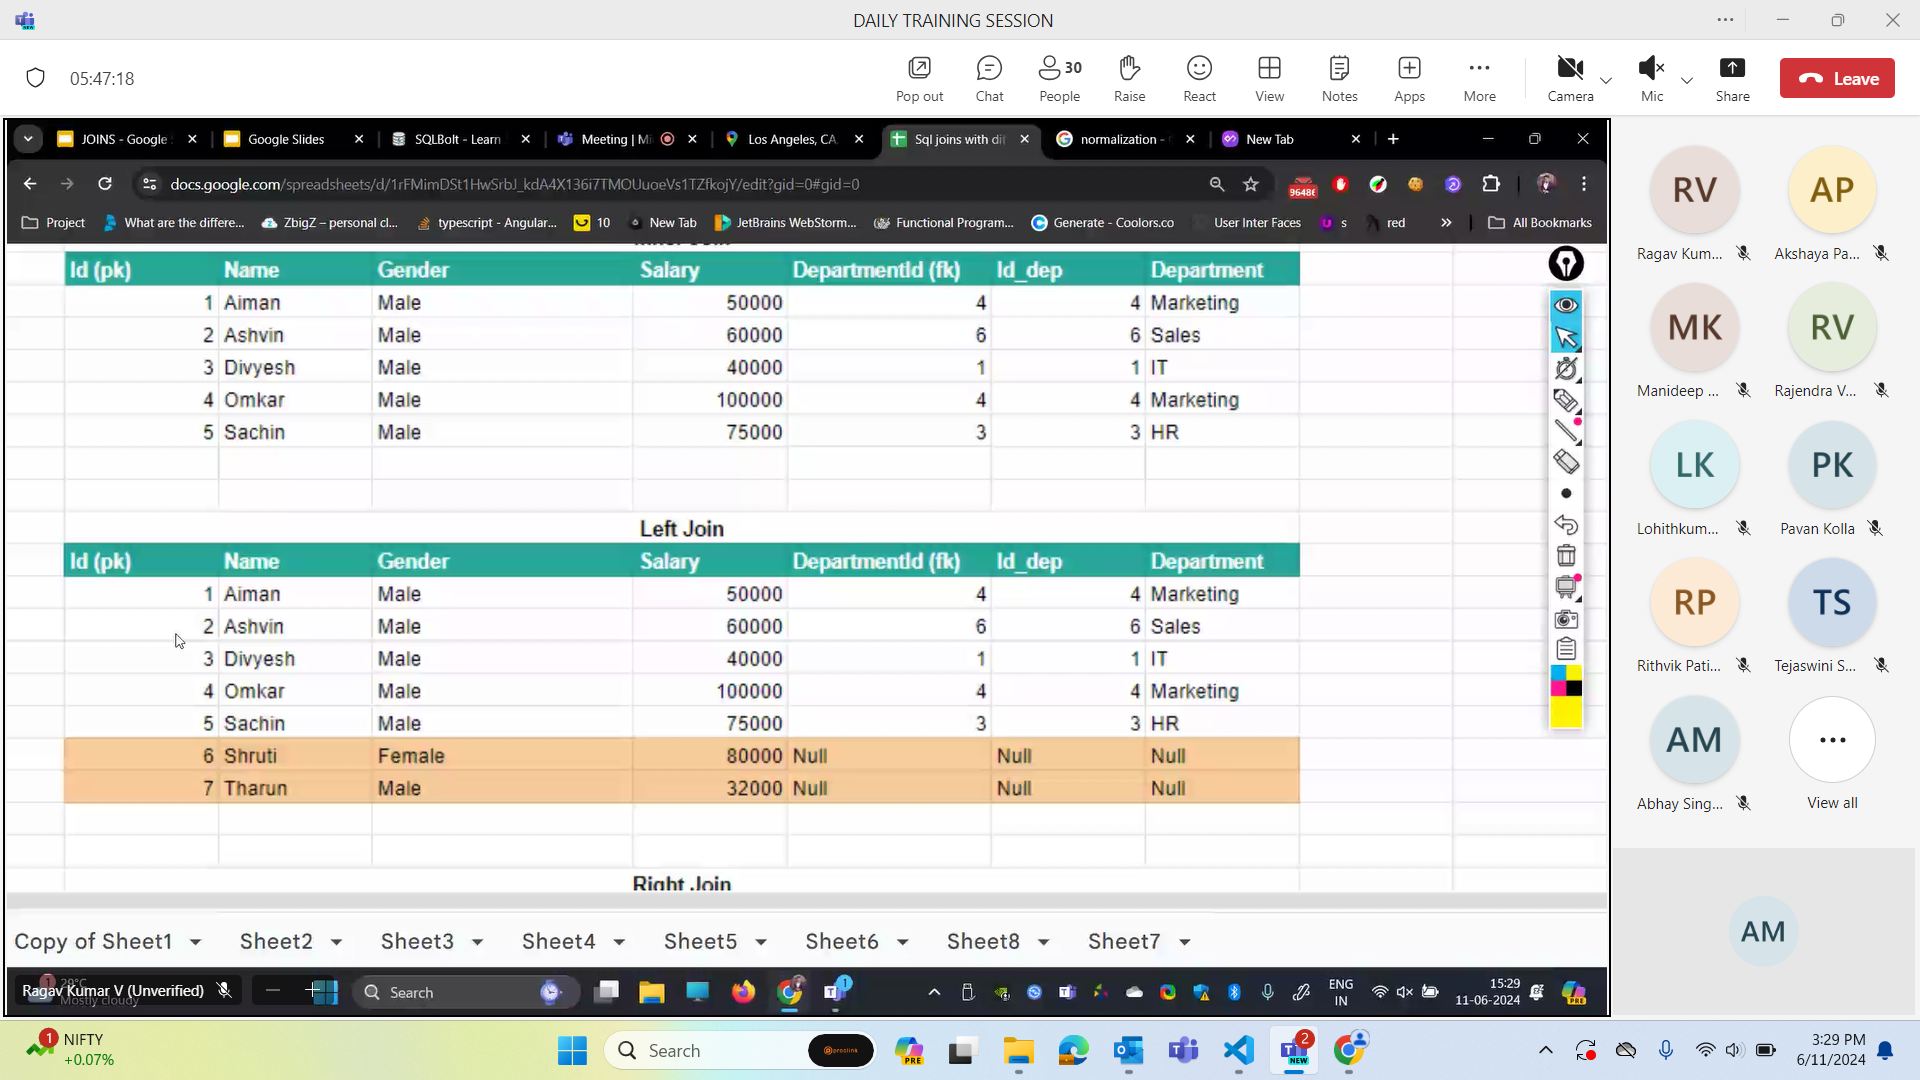 DAILY TRAINING SESSION
05:47:18
Pop out
Chat
30
People
Raise
React
View
Notes
Apps
More
Camera
Mic
Share
Leave
JOINS - Google
Google Slides
SQLBolt - Learn
Meeting | Mi
Los Angeles, CA
Sql joins with di
normalization -
New Tab
docs.google.com/spreadsheets/d/1rFMimDSt1HwSrbJ_kdA4X136i7TMOUuoeVs1TZfkojY/edit?gid=0#gid=0
Project
What are the differe...
ZbigZ – personal cl...
typescript - Angular...
10
New Tab
JetBrains WebStorm...
Functional Program...
Generate - Coolors.co
User Inter Faces
s
red
»
All Bookmarks
Id (pk) Name Gender Salary DepartmentId (fk) Id_dep Department
1 Aiman Male 50000 4 4 Marketing
2 Ashvin Male 60000 6 6 Sales
3 Divyesh Male 40000 1 1 IT
4 Omkar Male 100000 4 4 Marketing
5 Sachin Male 75000 3 3 HR
Left Join
Id (pk) Name Gender Salary DepartmentId (fk) Id_dep Department
1 Aiman Male 50000 4 4 Marketing
2 Ashvin Male 60000 6 6 Sales
3 Divyesh Male 40000 1 1 IT
4 Omkar Male 100000 4 4 Marketing
5 Sachin Male 75000 3 3 HR
6 Shruti Female 80000 Null Null Null
7 Tharun Male 32000 Null Null Null
Right Join
Copy of Sheet1
Sheet2
Sheet3
Sheet4
Sheet5
Sheet6
Sheet8
Sheet7
Ragav Kumar V (Unverified)
Mostly cloudy
Search
1
ENG
IN
15:29
11-06-2024
RV
Ragav Kum...
AP
Akshaya Pa...
MK
Manideep ...
RV
Rajendra V...
LK
Lohithkum...
PK
Pavan Kolla
RP
Rithvik Pati...
TS
Tejaswini S...
AM
Abhay Sing...
View all
AM
1
NIFTY
+0.07%
Search
PRE
2
NEW
3:29 PM
6/11/2024